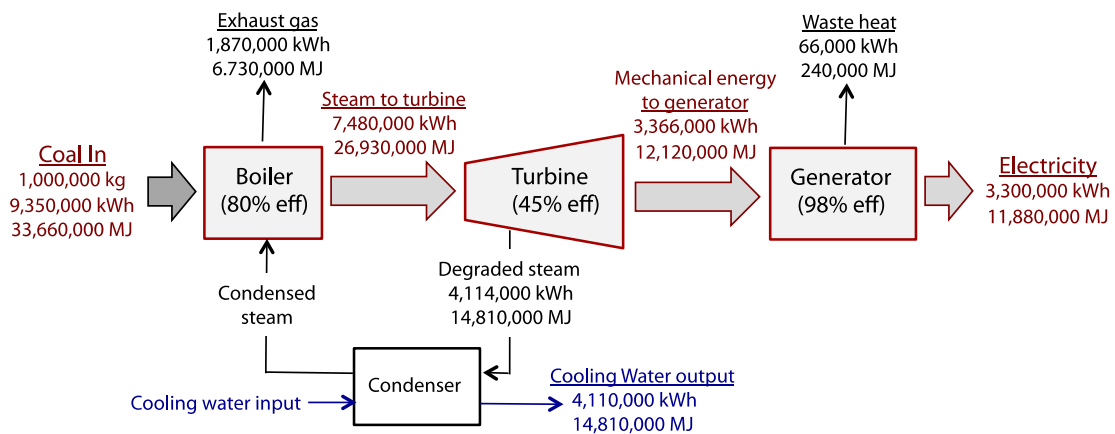 Exhaust gas
1,870,000 kWh
6.730,000 MJ
Waste heat
66,000 kWh
240,000 MJ
Steam to turbine
7,480,000 kWh
26,930,000 MJ
Mechanical energy
to generator
3,366,000 kWh
12,120,000 MJ
Coal In
1,000,000 kg
9,350,000 kWh
33,660,000 MJ
Boiler
(80% eff)
Turbine
(45% eff)
Generator
(98% eff)
Electricity
3,300,000 kWh
11,880,000 MJ
Condensed
steam
Degraded steam
4,114,000 kWh
14,810,000 MJ
Condenser
Cooling water input
Cooling Water output
4,110,000 kWh
14,810,000 MJ